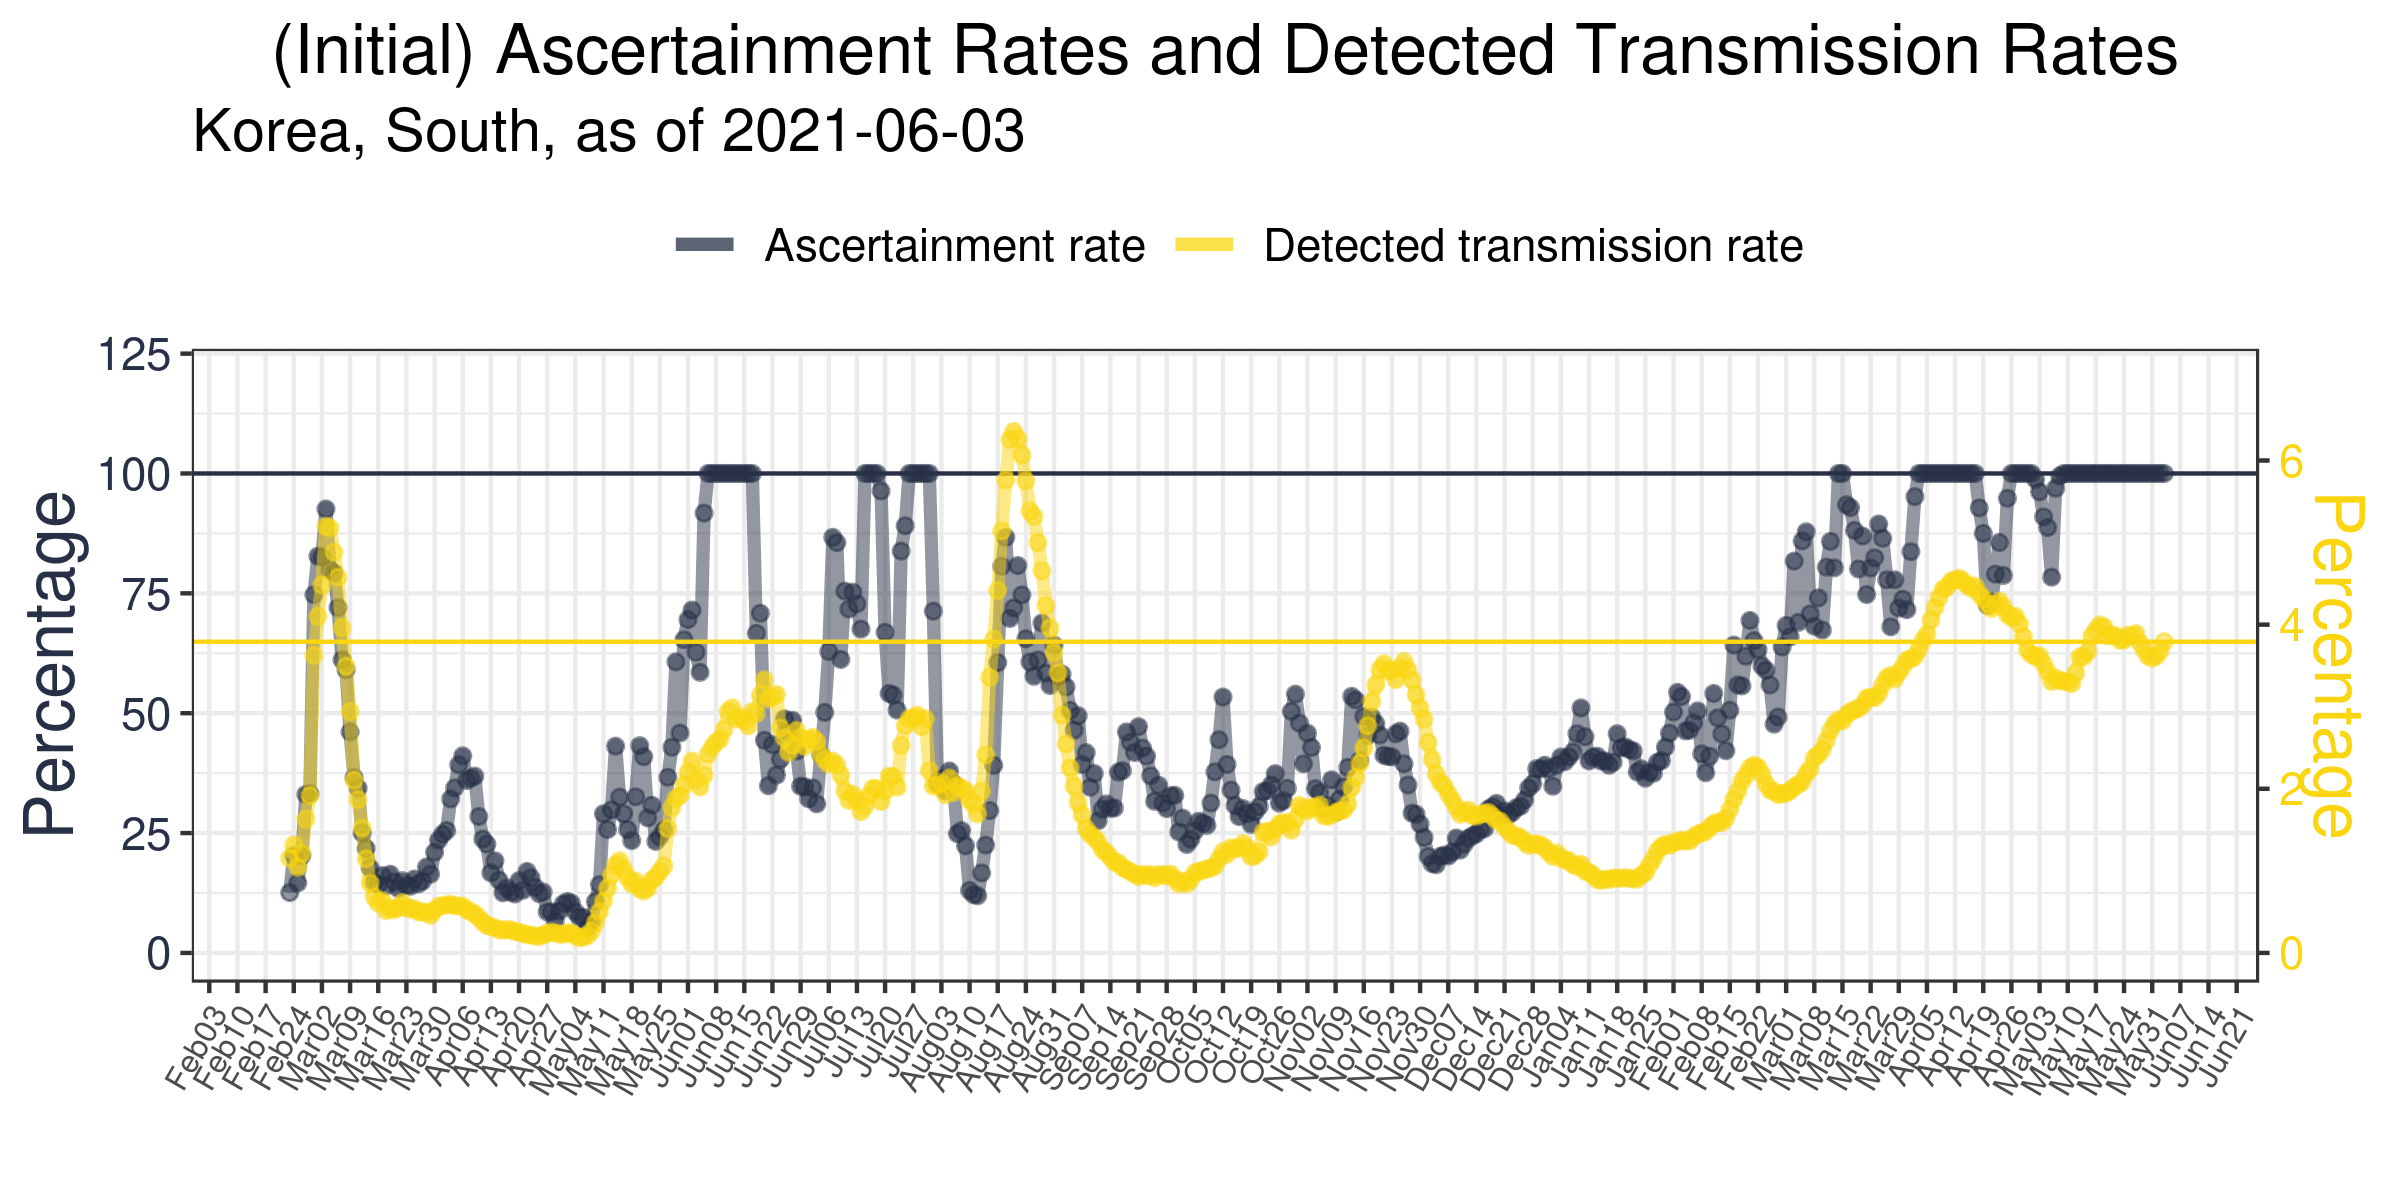 (Initial) Ascertainment Rates and Detected Transmission Rates
Korea, South, as of 2021-06-03
Ascertainment rate
Detected transmission rate
Percentage
125
100
75
50
25
0
6
4
2
0
Percentage
Feb03
Feb10
Feb17
Feb24
Mar02
Mar09
Mar16
Mar23
Mar30
Apr06
Apr13
Apr20
Apr27
May04
May11
May18
May25
Jun01
Jun08
Jun15
Jun22
Jun29
Jul06
Jul13
Jul20
Jul27
Aug03
Aug10
Aug17
Aug24
Aug31
Sep07
Sep14
Sep21
Sep28
Oct05
Oct12
Oct19
Oct26
Nov02
Nov09
Nov16
Nov23
Nov30
Dec07
Dec14
Dec21
Dec28
Jan04
Jan11
Jan18
Jan25
Feb01
Feb08
Feb15
Feb22
Mar01
Mar08
Mar15
Mar22
Mar29
Apr05
Apr12
Apr19
Apr26
May03
May10
May17
May24
May31
Jun07
Jun14
Jun21